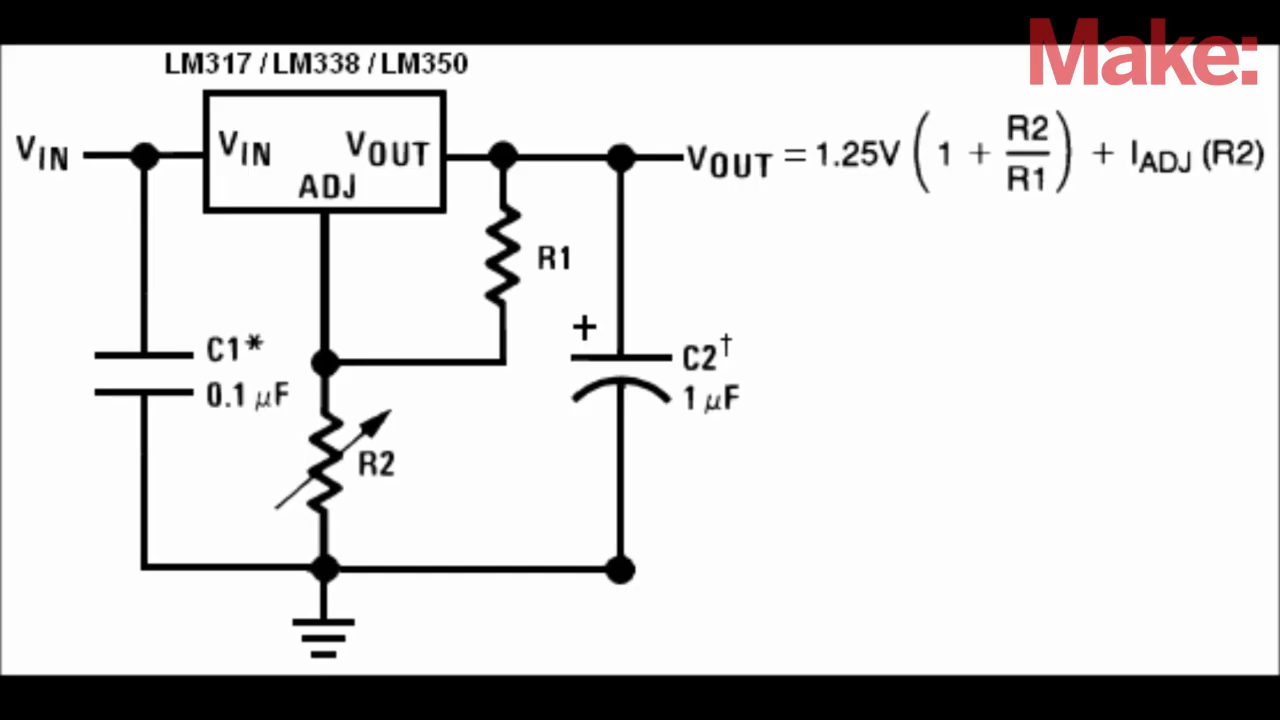 Make:
LM317 / LM338 / LM350
VIN
VIN
VOUT
ADJ
VOUT = 1.25V ( 1 + R2/R1 ) + IADJ (R2)
R1
+
C1*
0.1 μF
C2†
1 μF
R2